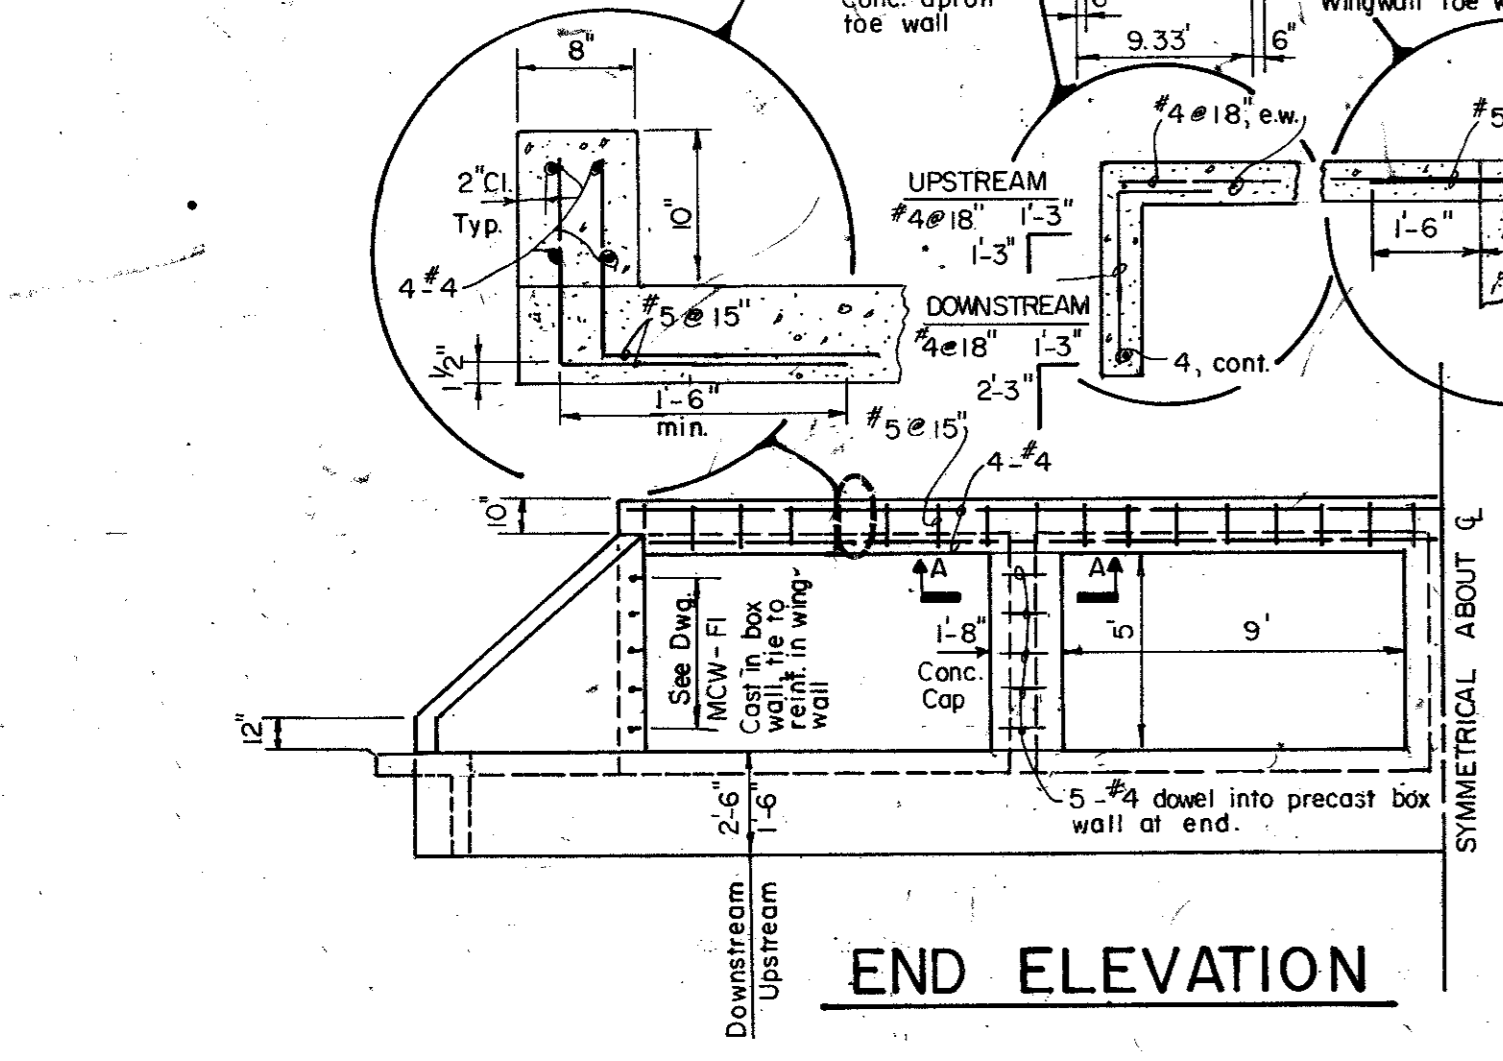 Conc. apron
toe wall
9.33'
6"
Wingwall toe
8"
2"Cl.
Typ.
10"
4-#4
#5@15"
1½"
1'-6"
min.
#4@18", e.w.
UPSTREAM
#4@18" 1'-3"
1'-3"
DOWNSTREAM
#4@18" 1'-3"
2'-3"
4, cont.
#5
1'-6"
#5@15"
4-#4
10"
A
A
See Dwg.
MCW-F1
Cast in box
wall, tie to
reinf. in wing-
wall
1'-8"
Conc.
Cap
5'
9'
12"
2'-6"
1'-6"
Downstream
Upstream
5-#4 dowel into precast box
wall at end.
SYMMETRICAL ABOUT ℄
END ELEVATION